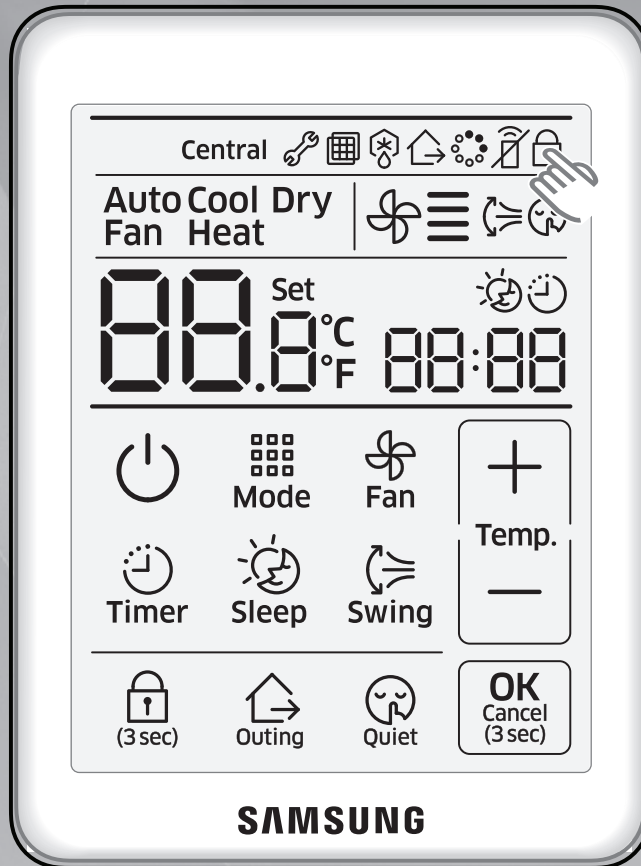 Central
Auto Cool Dry
Fan Heat
Set
88.8 °C
°F
88:88
Mode
Fan
Temp.
Timer
Sleep
Swing
(3 sec)
Outing
Quiet
OK
Cancel
(3 sec)
SAMSUNG